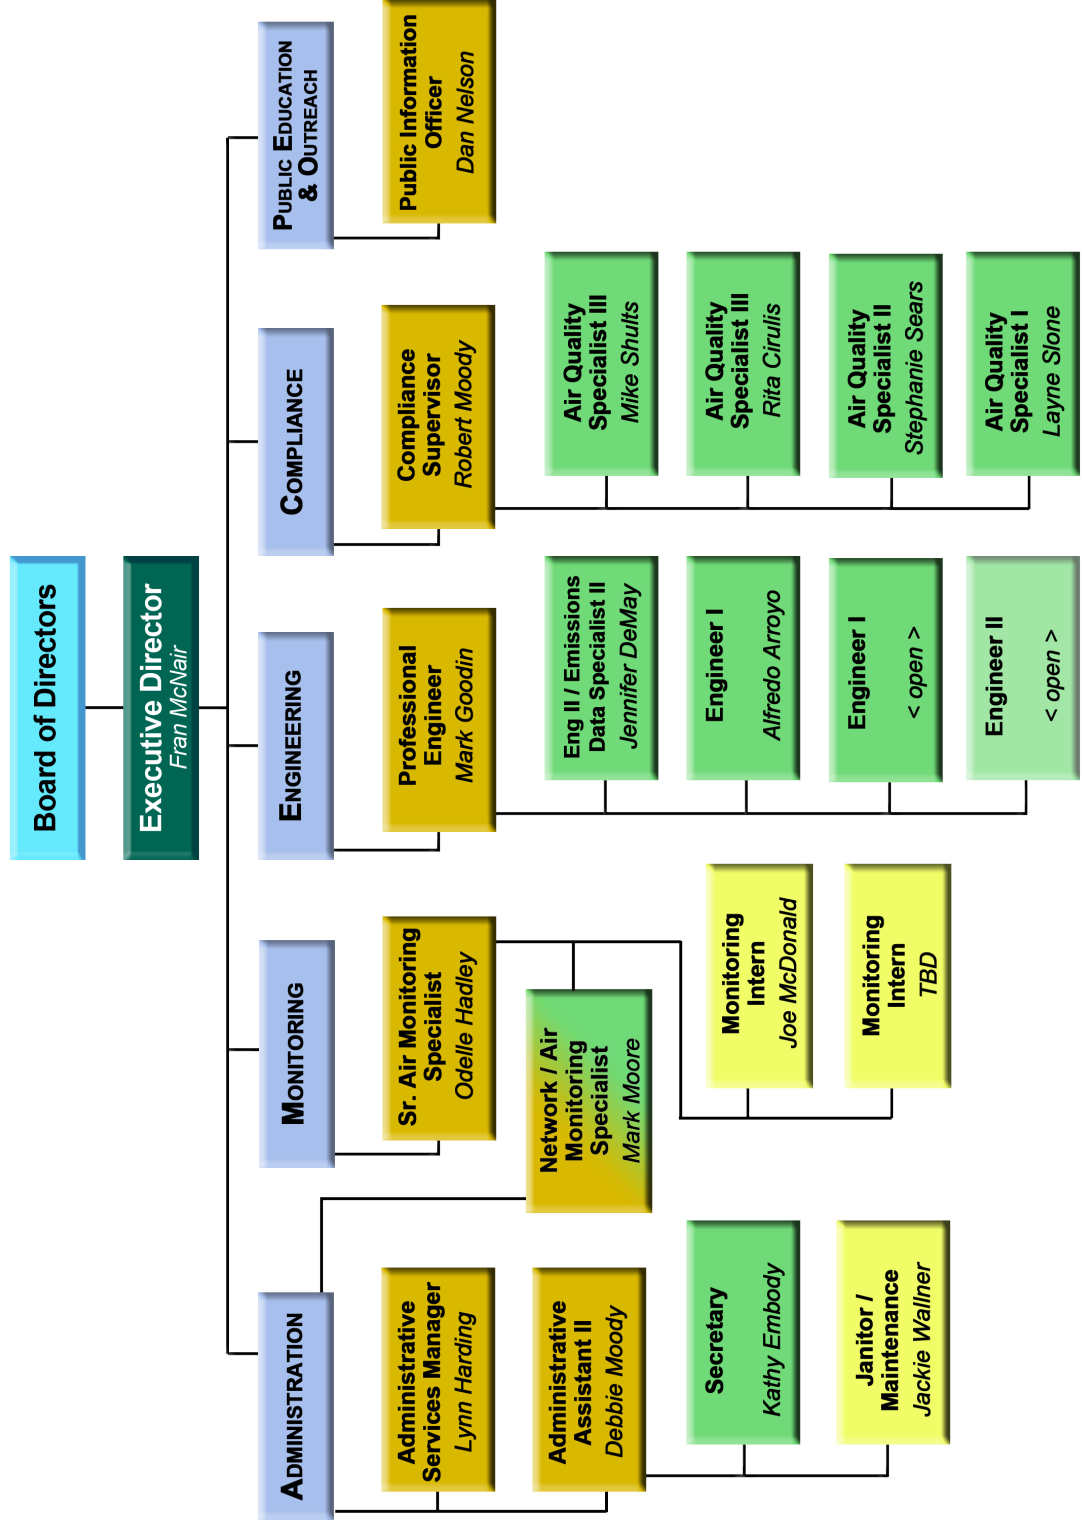 Board of Directors
Executive Director
Fran McNair
ADMINISTRATION
Administrative
Services Manager
Lynn Harding
Administrative
Assistant II
Debbie Moody
Secretary
Kathy Embody
Janitor /
Maintenance
Jackie Wallner
MONITORING
Sr. Air Monitoring
Specialist
Odelle Hadley
Network / Air
Monitoring
Specialist
Mark Moore
Monitoring
Intern
Joe McDonald
Monitoring
Intern
TBD
ENGINEERING
Professional
Engineer
Mark Goodin
Eng II / Emissions
Data Specialist II
Jennifer DeMay
Engineer I
Alfredo Arroyo
Engineer I
< open >
Engineer II
< open >
COMPLIANCE
Compliance
Supervisor
Robert Moody
Air Quality
Specialist III
Mike Shults
Air Quality
Specialist III
Rita Cirulis
Air Quality
Specialist II
Stephanie Sears
Air Quality
Specialist I
Layne Slone
PUBLIC EDUCATION
& OUTREACH
Public Information
Officer
Dan Nelson